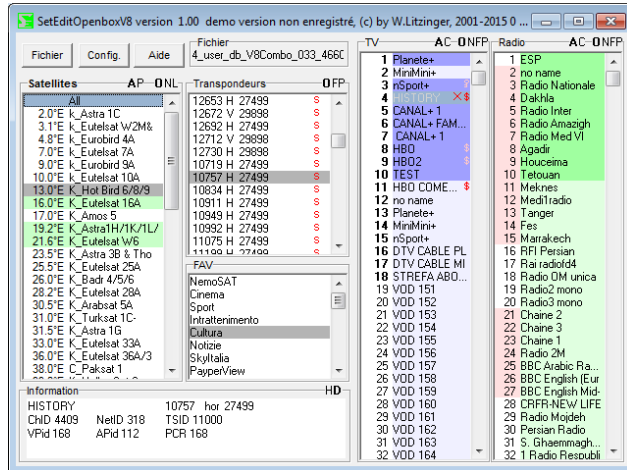 SetEditOpenboxV8 version 1.00 demo version non enregistré, (c) by W.Litzinger, 2001-2015 0 ...
Fichier
Config.
Aide
Fichier
4_user_db_V8Combo_033_466D
Satellites AP ONL
All
2.0°E k_Astra 1C
3.1°E k_Eutelsat W2M&
4.8°E k_Eurobird 4A
7.0°E k_Eutelsat 7A
9.0°E k_Eurobird 9A
10.0°E k_Eutelsat 10A
13.0°E K_Hot Bird 6/8/9
16.0°E K_Eutelsat 16A
17.0°E K_Amos 5
19.2°E K_Astra1H/1K/1L/
21.6°E K_Eutelsat W6
23.5°E K_Astra 3B & Tho
25.5°E K_Eutelsat 25A
26.0°E K_Badr 4/5/6
28.2°E K_Eutelsat 28A
30.5°E K_Arabsat 5A
31.0°E K_Turksat 1C-
31.5°E K_Astra 1G
33.0°E K_Eutelsat 33A
36.0°E K_Eutelsat 36A/3
38.0°E C_Paksat 1
Transpondeurs OFP
12653 H 27499 S
12672 V 29898 S
12692 H 27499 S
12712 V 29898 S
12730 H 29898 S
10719 H 27499 S
10757 H 27499 S
10834 H 27499 S
10911 H 27499 S
10949 H 27499 S
10992 H 27499 S
11075 H 27499 S
11199 H 27499 S
FAV
NemoSAT
Cinema
Sport
Intrattenimento
Cultura
Notizie
SkyItalia
PayperView
Information HD
HISTORY 10757 hor 27499
ChID 4409 NetID 318 TSID 11000
VPid 168 APid 112 PCR 168
TV AC-ONFP
1 Planete+
2 MiniMini+
3 nSport+ $
4 HISTORY X$
5 CANAL+ 1
6 CANAL+ FAM...
7 CANAL+ 1
8 HBO $
9 HBO2 $
10 TEST
11 HBO COME... $
12 no name
13 Planete+
14 MiniMini+
15 nSport+
16 DTV CABLE PL
17 DTV CABLE MI
18 STREFA ABO...
19 VOD 151
20 VOD 152
21 VOD 153
22 VOD 154
23 VOD 155
24 VOD 156
25 VOD 157
26 VOD 158
27 VOD 159
28 VOD 160
29 VOD 161
30 VOD 162
31 VOD 163
32 VOD 164
Radio AC-ONFP
1 ESP
2 no name
3 Radio Nationale
4 Dakhla
5 Radio Inter
6 Radio Amazigh
7 Radio Med VI
8 Agadir
9 Houceima
10 Tetouan
11 Meknes
12 Medi1radio
13 Tanger
14 Fes
15 Marrakech
16 RFI Persian
17 Rai radiofd4
18 Radio OM unica
19 Radio2 mono
20 Radio3 mono
21 Chaine 2
22 Chaine 3
23 Chaine 1
24 Radio 2M
25 BBC Arabic Ra...
26 BBC English (Eur
27 BBC English Mid-
28 CRFR-NEW LIFE
29 Radio Mojdeh
30 Persian Radio
31 S. Ghaemmagh...
32 1 Radio Respubli